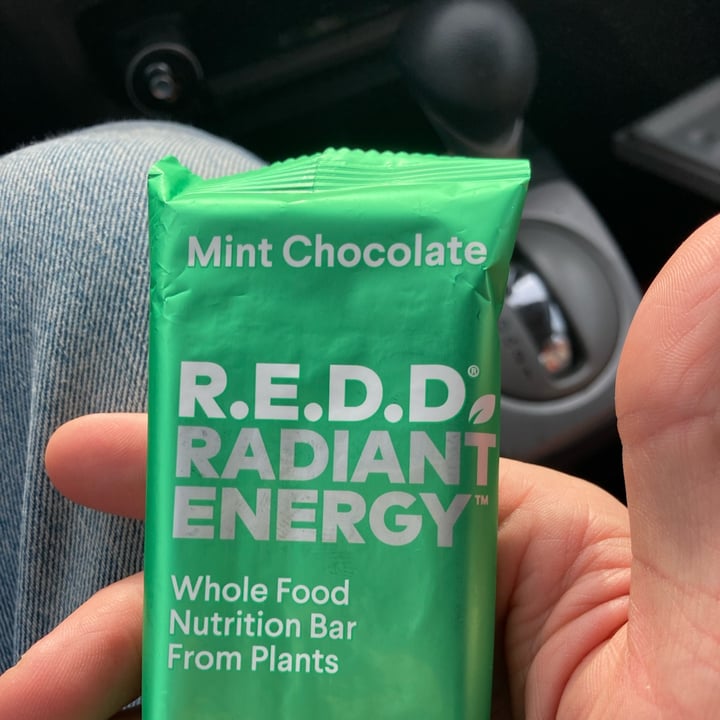 Mint Chocolate
R.E.D.D.®
RADIANT
ENERGY™
Whole Food
Nutrition Bar
From Plants